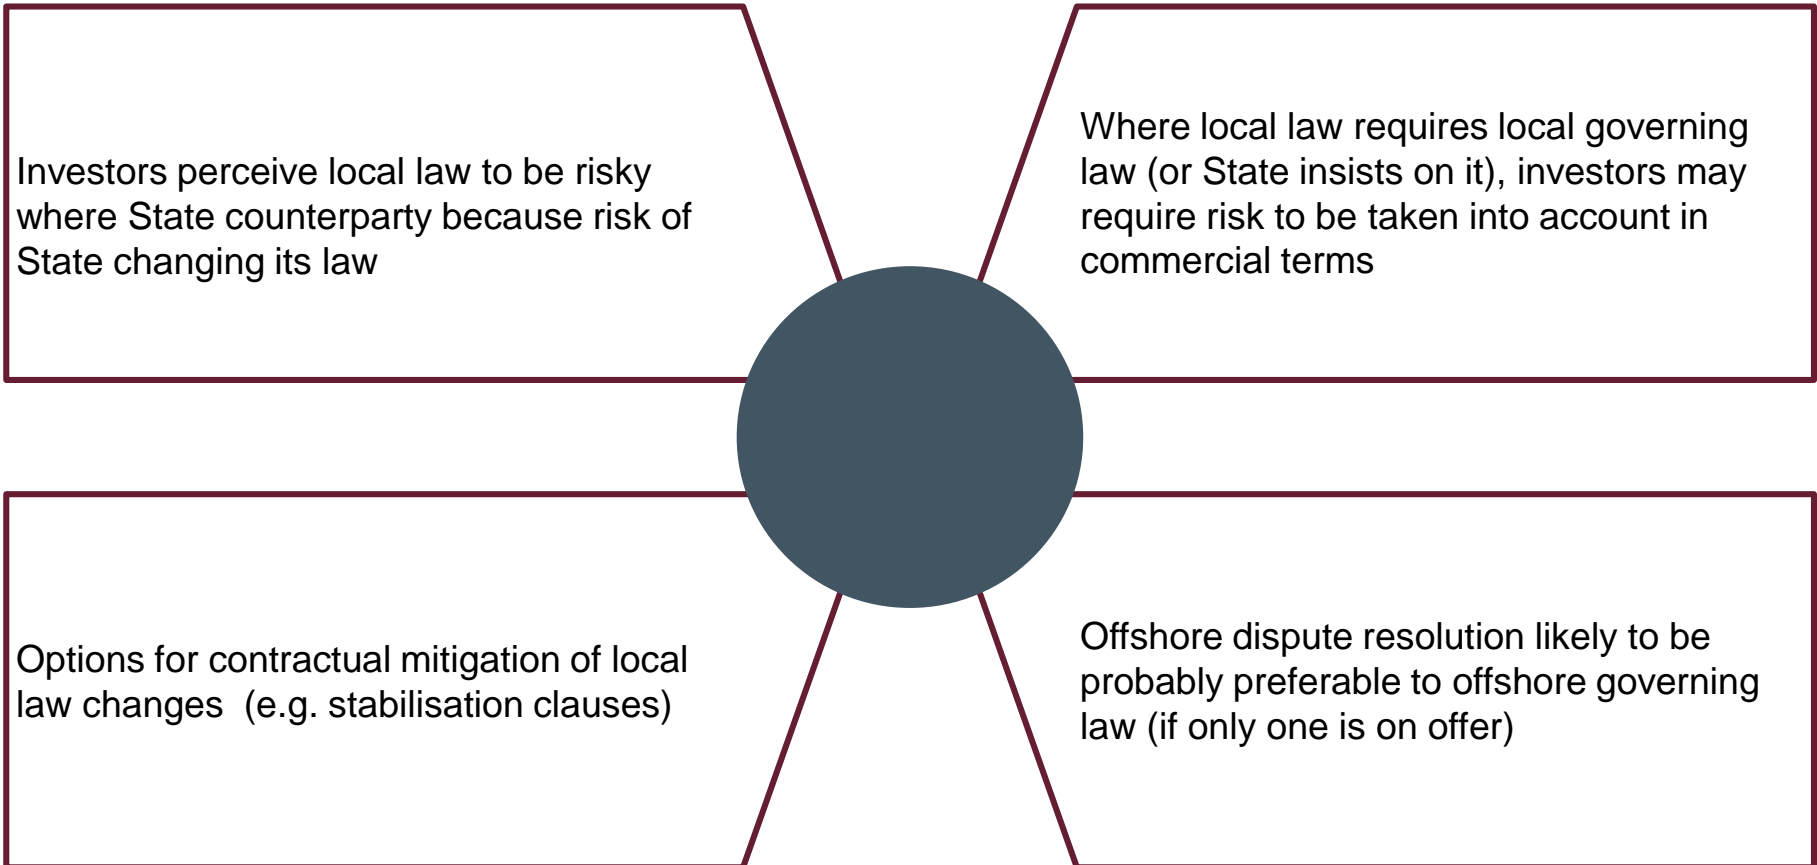 Investors perceive local law to be risky
where State counterparty because risk of
State changing its law
Where local law requires local governing
law (or State insists on it), investors may
require risk to be taken into account in
commercial terms
Options for contractual mitigation of local
law changes  (e.g. stabilisation clauses)
Offshore dispute resolution likely to be
probably preferable to offshore governing
law (if only one is on offer)